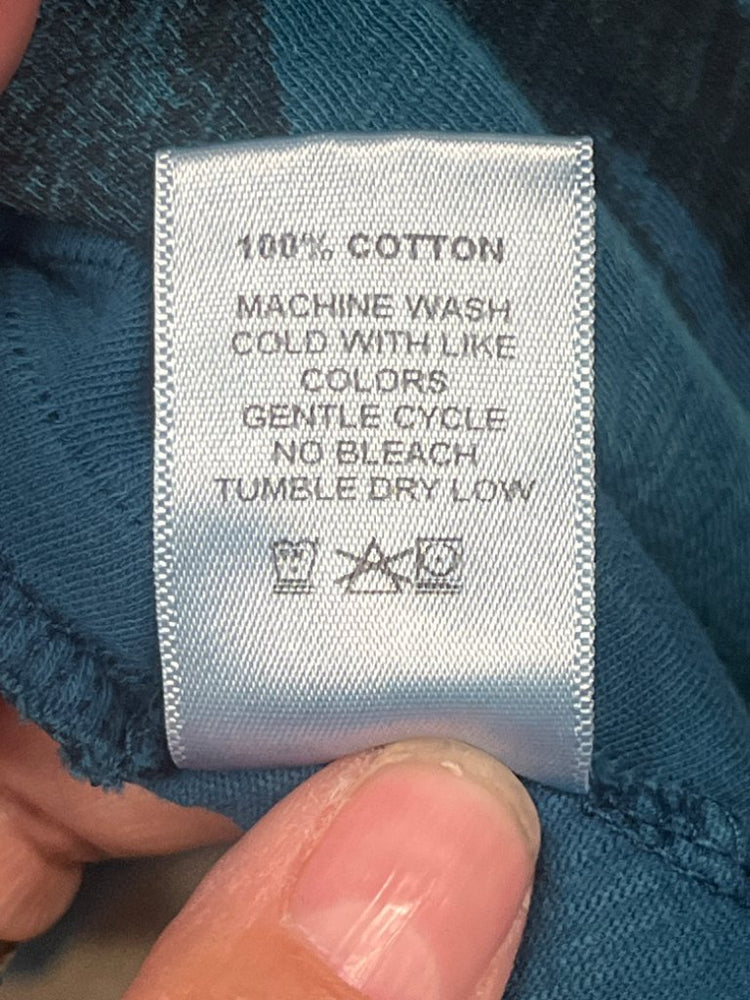 100% COTTON
MACHINE WASH
COLD WITH LIKE
COLORS
GENTLE CYCLE
NO BLEACH
TUMBLE DRY LOW